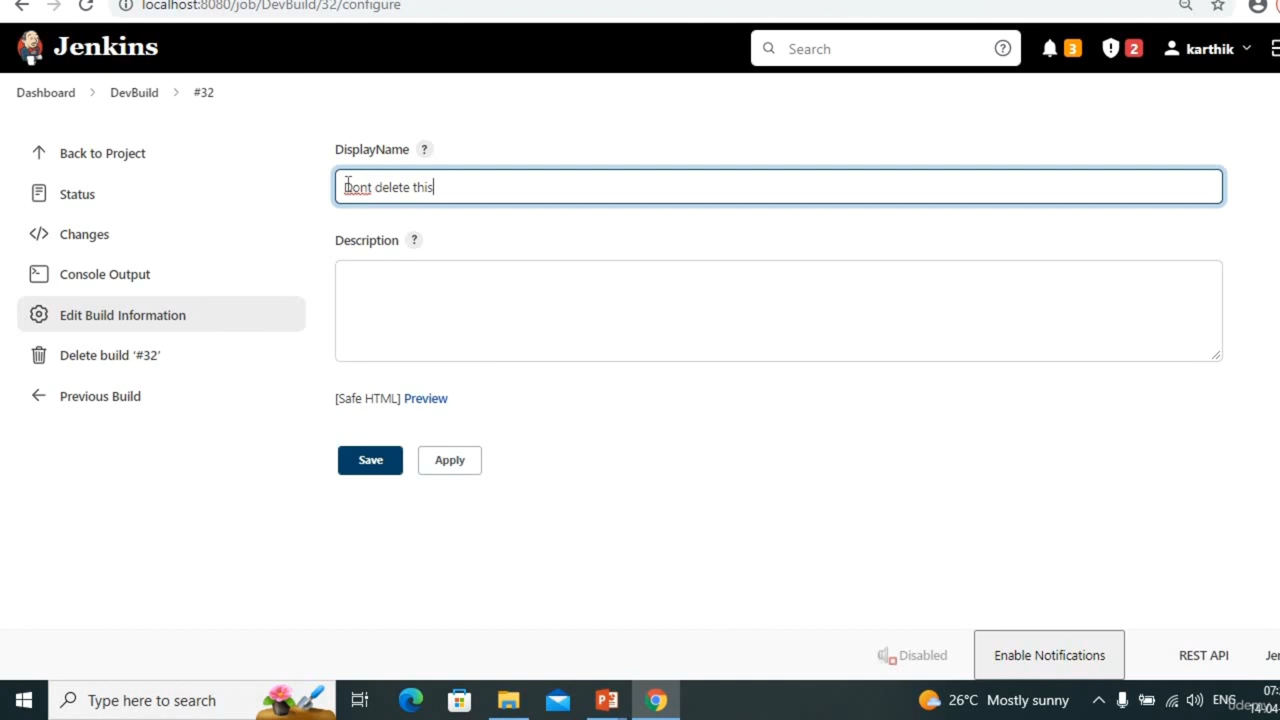 localhost:8080/job/DevBuild/32/configure
Jenkins
Search
3
2
karthik
Dashboard > DevBuild > #32
Back to Project
Status
Changes
Console Output
Edit Build Information
Delete build ‘#32’
Previous Build
DisplayName ?
Dont delete this
Description ?
[Safe HTML] Preview
Save
Apply
Disabled
Enable Notifications
REST API
Type here to search
26°C Mostly sunny
ENG